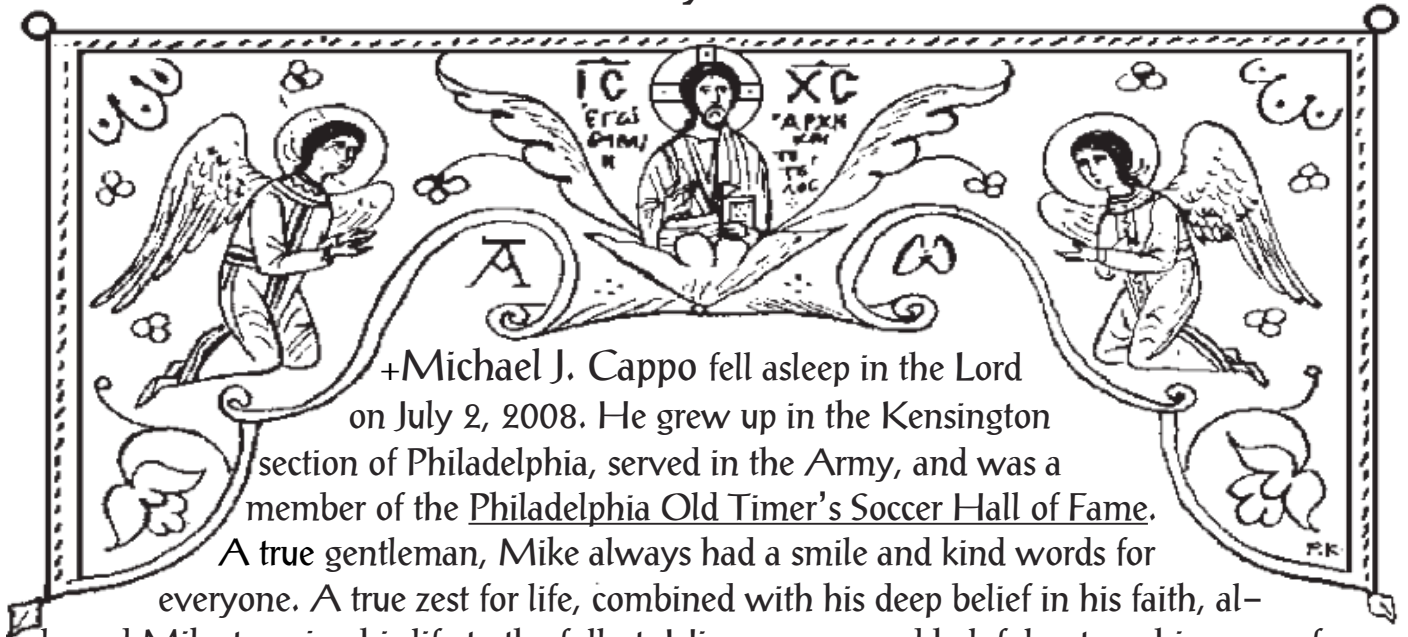 ΙC ΧC
+Michael J. Cappo fell asleep in the Lord
on July 2, 2008. He grew up in the Kensington
section of Philadelphia, served in the Army, and was a
member of the Philadelphia Old Timer's Soccer Hall of Fame.
A true gentleman, Mike always had a smile and kind words for
everyone. A true zest for life, combined with his deep belief in his faith, al-
P.K.